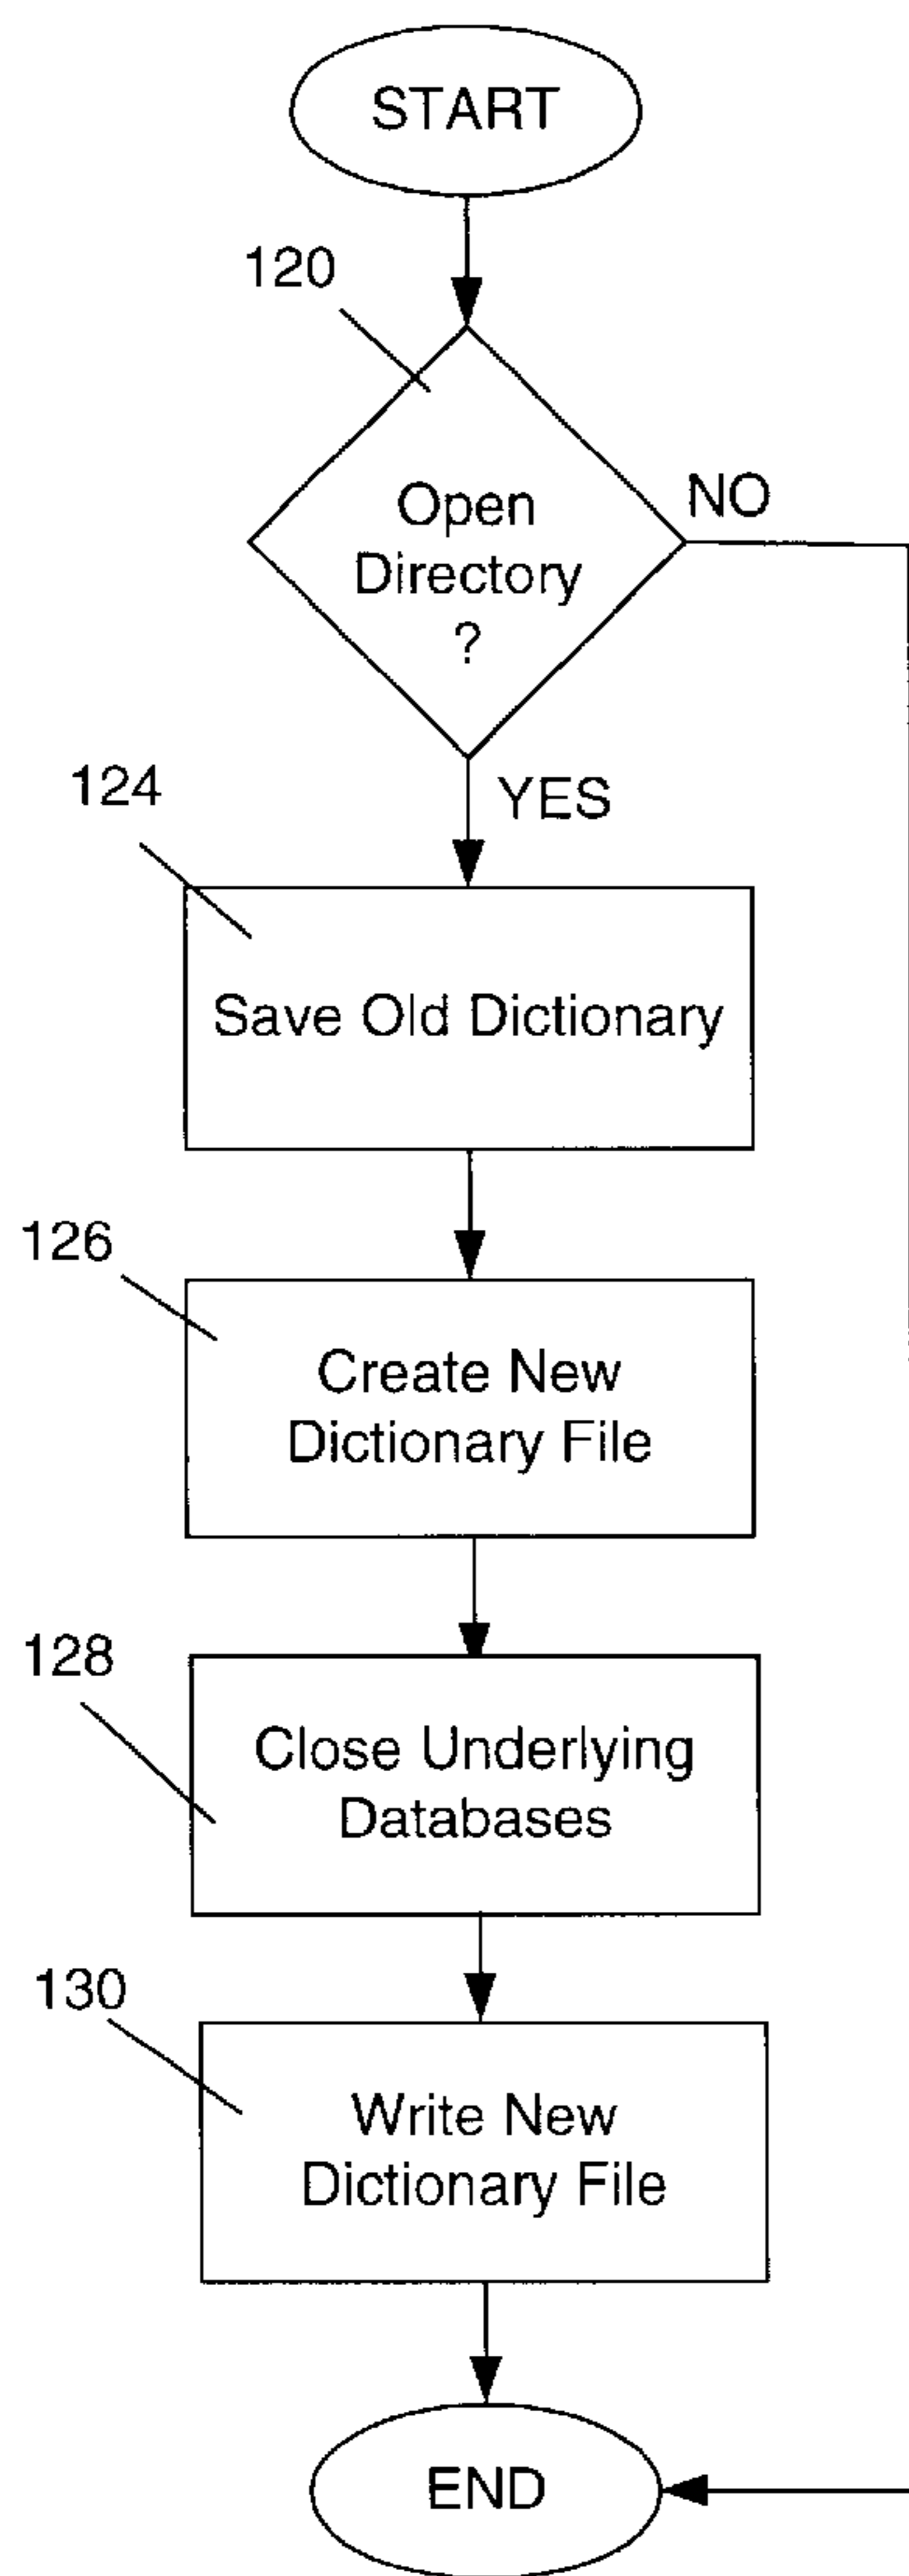 START
120
Open
Directory
?
NO
YES
124
Save Old Dictionary
126
Create New
Dictionary File
128
Close Underlying
Databases
130
Write New
Dictionary File
END